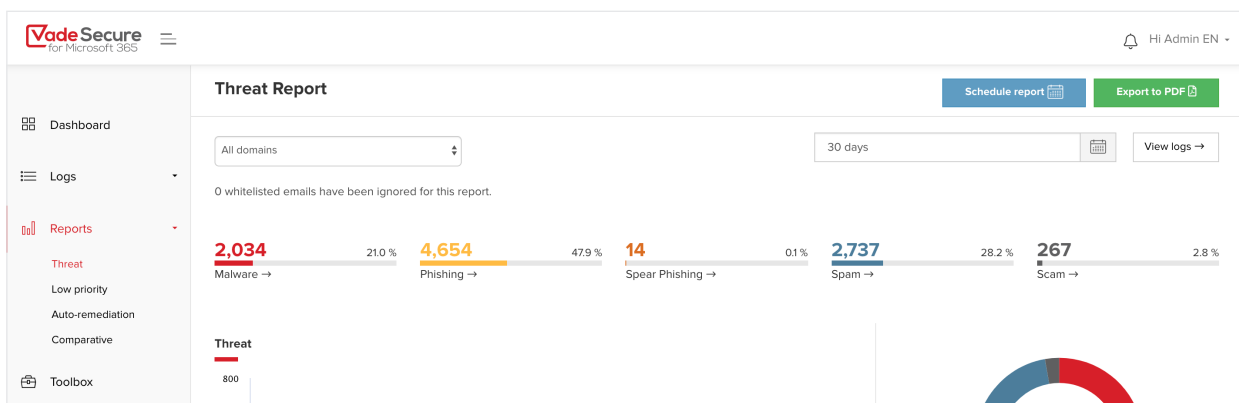 VadeSecure
for Microsoft 365
Hi Admin EN
Threat Report
Schedule report
Export to PDF
Dashboard
All domains
30 days
View logs →
Logs
0 whitelisted emails have been ignored for this report.
Reports
2,034 21.0 %
Malware →
4,654 47.9 %
Phishing →
14 0.1 %
Spear Phishing →
2,737 28.2 %
Spam →
267 2.8 %
Scam →
Threat
Low priority
Auto-remediation
Comparative
Toolbox
Threat
800